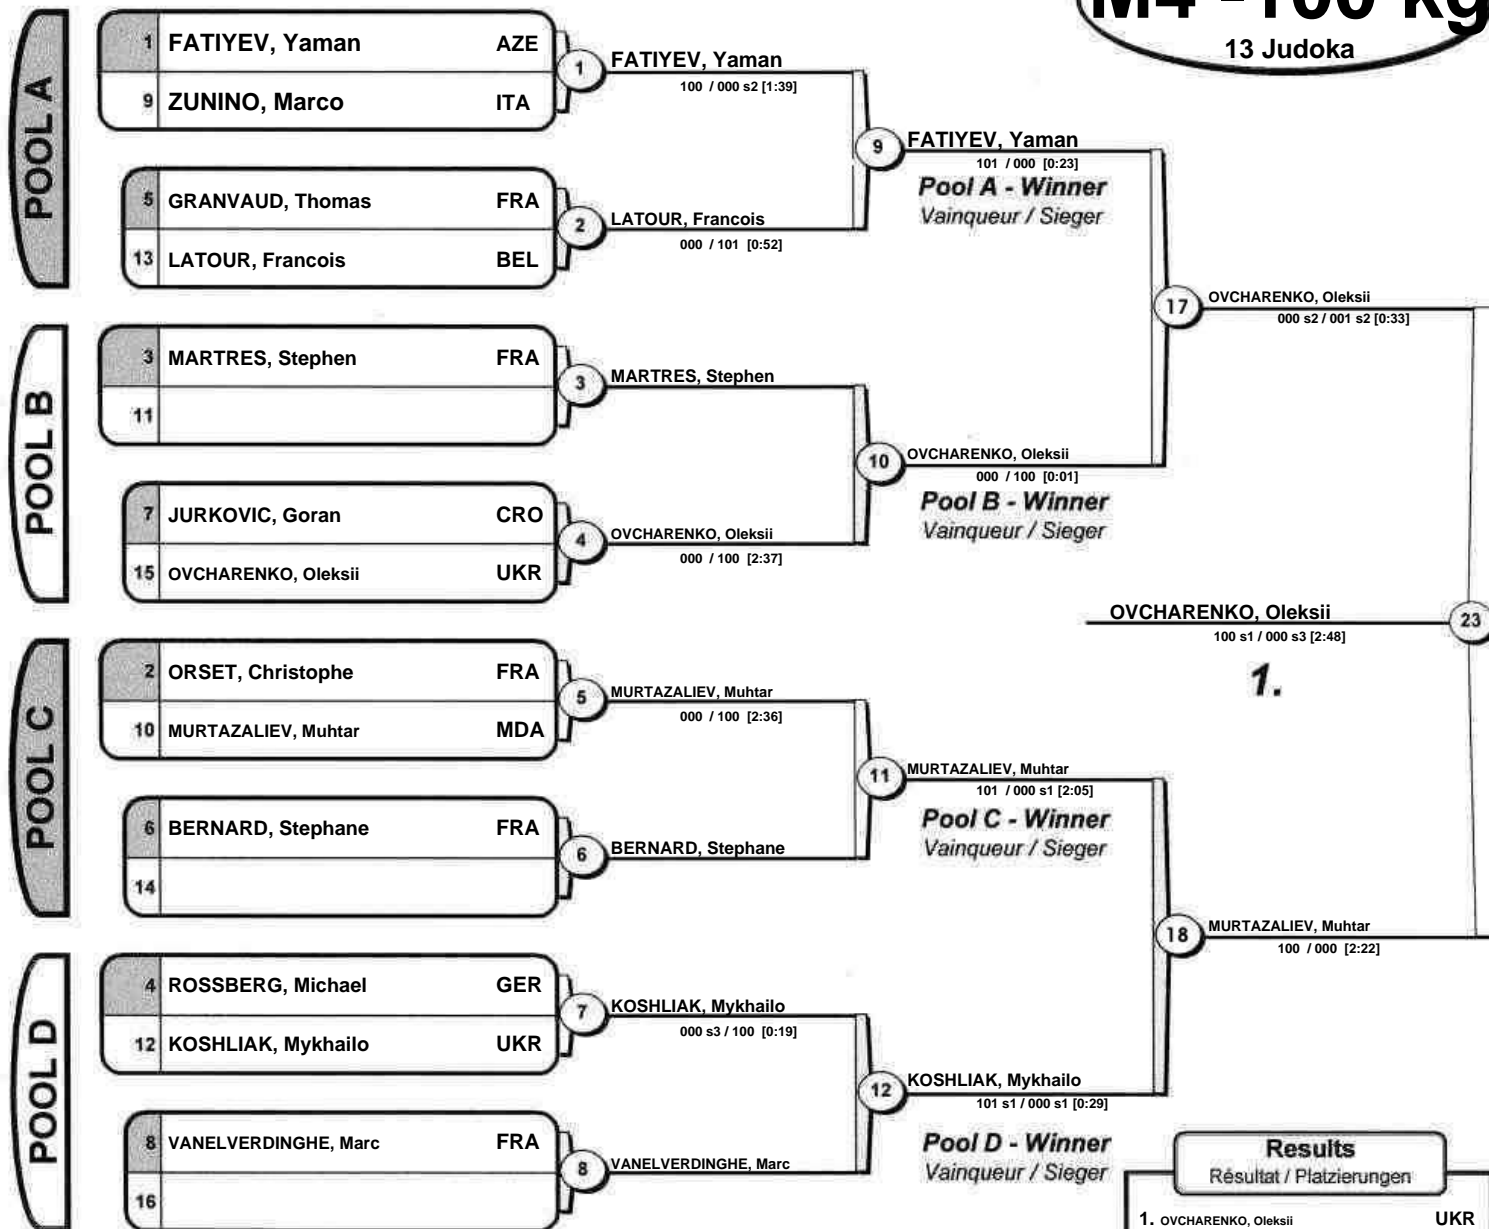 M4 -100 kg
13 Judoka
POOL A
1 FATIYEV, Yaman AZE
9 ZUNINO, Marco ITA
1
FATIYEV, Yaman
100 / 000 s2 [1:39]
5 GRANVAUD, Thomas FRA
13 LATOUR, Francois BEL
2
LATOUR, Francois
000 / 101 [0:52]
9
FATIYEV, Yaman
101 / 000 [0:23]
Pool A - Winner
Vainqueur / Sieger
POOL B
3 MARTRES, Stephen FRA
11
3
MARTRES, Stephen
7 JURKOVIC, Goran CRO
15 OVCHARENKO, Oleksii UKR
4
OVCHARENKO, Oleksii
000 / 100 [2:37]
10
OVCHARENKO, Oleksii
000 / 100 [0:01]
Pool B - Winner
Vainqueur / Sieger
17
OVCHARENKO, Oleksii
000 s2 / 001 s2 [0:33]
OVCHARENKO, Oleksii
23
100 s1 / 000 s3 [2:48]
1.
POOL C
2 ORSET, Christophe FRA
10 MURTAZALIEV, Muhtar MDA
5
MURTAZALIEV, Muhtar
000 / 100 [2:36]
6 BERNARD, Stephane FRA
14
6
BERNARD, Stephane
11
MURTAZALIEV, Muhtar
101 / 000 s1 [2:05]
Pool C - Winner
Vainqueur / Sieger
18
MURTAZALIEV, Muhtar
100 / 000 [2:22]
POOL D
4 ROSSBERG, Michael GER
12 KOSHLIAK, Mykhailo UKR
7
KOSHLIAK, Mykhailo
000 s3 / 100 [0:19]
8 VANELVERDINGHE, Marc FRA
16
8
VANELVERDINGHE, Marc
12
KOSHLIAK, Mykhailo
101 s1 / 000 s1 [0:29]
Pool D - Winner
Vainqueur / Sieger
Results
Résultat / Platzierungen
1. OVCHARENKO, Oleksii UKR